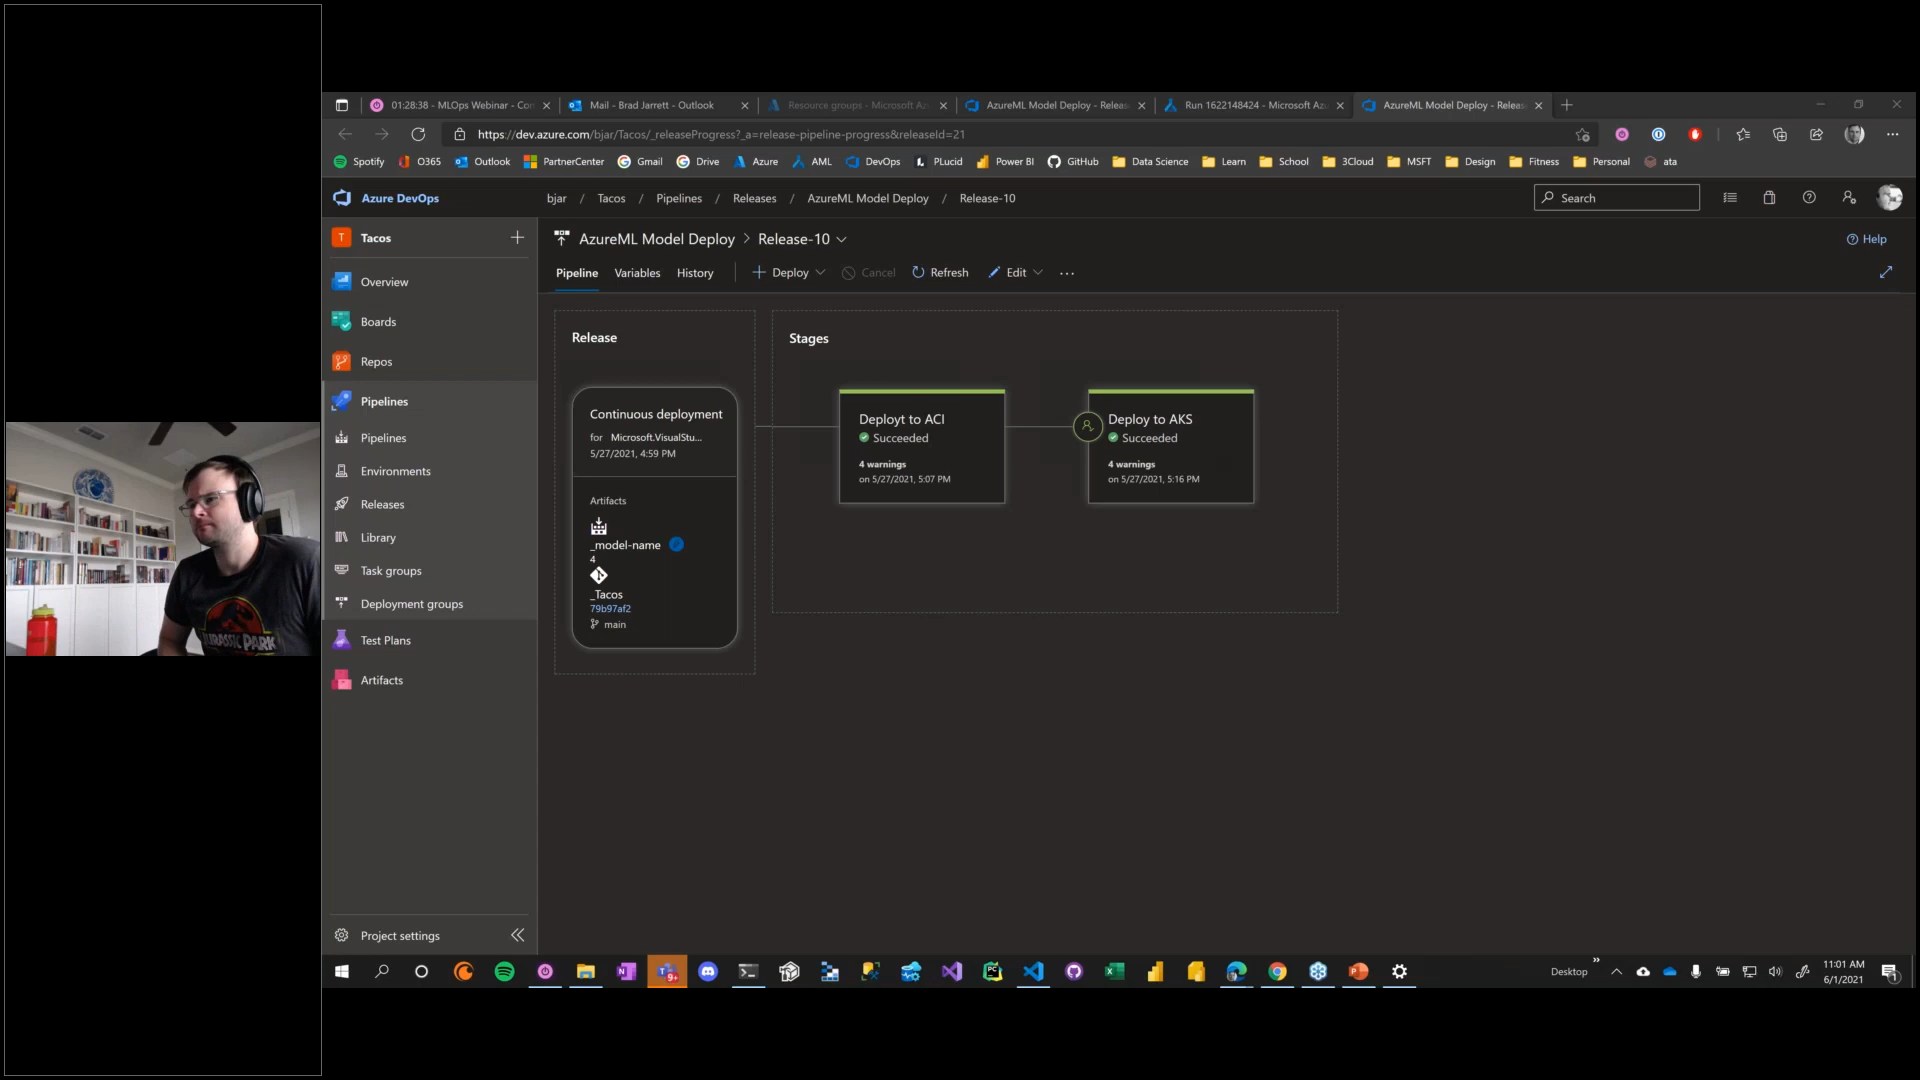 01:28:38 - MLOps Webinar - Con
Mail - Brad Jarrett - Outlook
Resource groups - Microsoft Az
AzureML Model Deploy - Releas
Run 1622148424 - Microsoft Az
AzureML Model Deploy - Releas
https://dev.azure.com/bjar/Tacos/_releaseProgress?_a=release-pipeline-progress&releaseId=21
Spotify
O365
Outlook
PartnerCenter
Gmail
Drive
Azure
AML
DevOps
PLucid
Power BI
GitHub
Data Science
Learn
School
3Cloud
MSFT
Design
Fitness
Personal
ata
Azure DevOps
bjar / Tacos / Pipelines / Releases / AzureML Model Deploy / Release-10
Search
T Tacos
Overview
Boards
Repos
Pipelines
Pipelines
Environments
Releases
Library
Task groups
Deployment groups
Test Plans
Artifacts
Project settings
AzureML Model Deploy > Release-10
Help
Pipeline
Variables
History
Deploy
Cancel
Refresh
Edit
Release
Continuous deployment
for Microsoft.VisualStu...
5/27/2021, 4:59 PM
Artifacts
_model-name
4
_Tacos
79b97af2
main
Stages
Deployt to ACI
Succeeded
4 warnings
on 5/27/2021, 5:07 PM
Deploy to AKS
Succeeded
4 warnings
on 5/27/2021, 5:16 PM
JURASSIC PARK
9+
Desktop
11:01 AM
6/1/2021
1